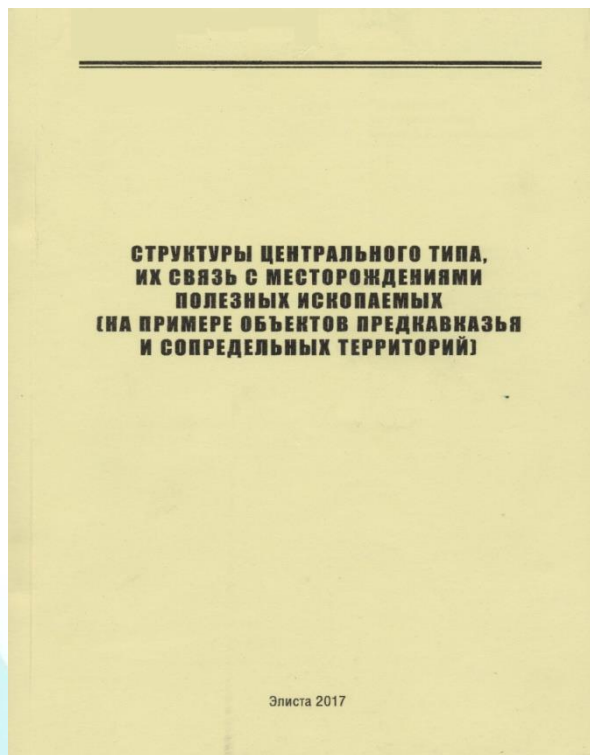 СТРУКТУРЫ ЦЕНТРАЛЬНОГО ТИПА,
ИХ СВЯЗЬ С МЕСТОРОЖДЕНИЯМИ
ПОЛЕЗНЫХ ИСКОПАЕМЫХ
(НА ПРИМЕРЕ ОБЪЕКТОВ ПРЕДКАВКАЗЬЯ
И СОПРЕДЕЛЬНЫХ ТЕРРИТОРИЙ)
Элиста 2017